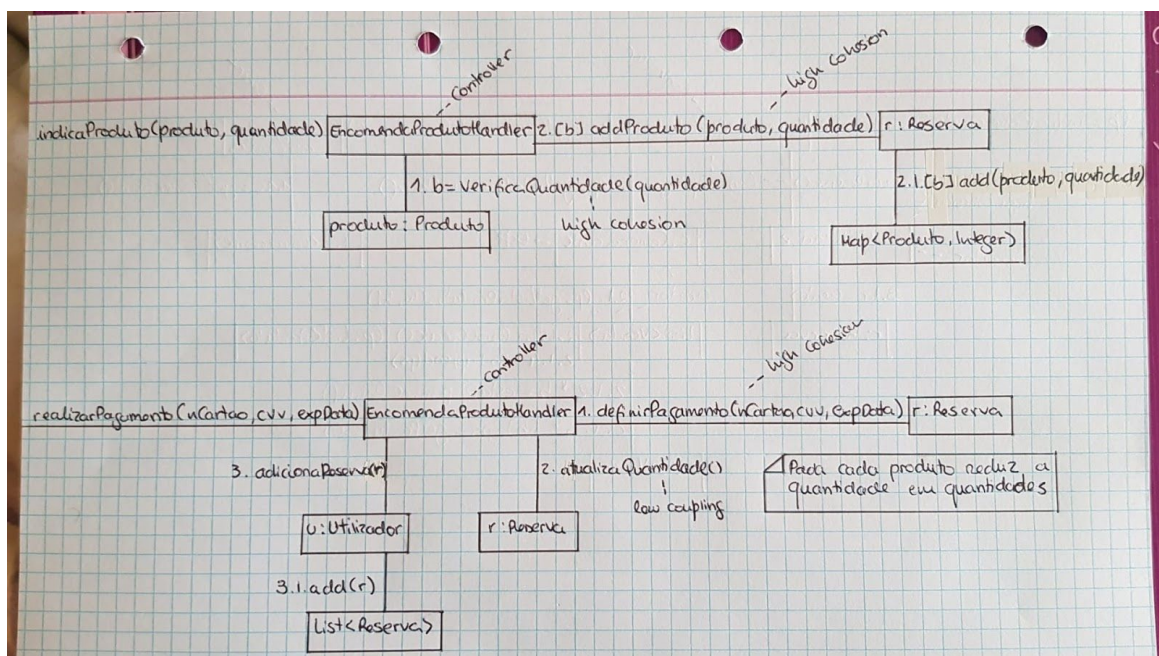 -- Controller
-- high cohesion
indicaProduto(produto, quantidade) EncomendaProdutoHandler 2. [b] addProduto (produto, quantidade) r: Reserva
1. b= verificaQuantidade(quantidade)
2.1. [b] add(produto, quantidade)
produto: Produto
high cohesion
Map<Produto, Integer>
-- controller
-- high cohesion
realizarPagamento (nCartao, cvv, expData) EncomendaProdutoHandler 1. definirPagamento(nCartao, cvv, expData) r: Reserva
3. adicionaReserva(r)
2. atualizaQuantidade()
Pada cada produto reduz a
quantidade em quantidades
low coupling
u: Utilizador
r: Reserva
3.1. add(r)
List<Reserva>